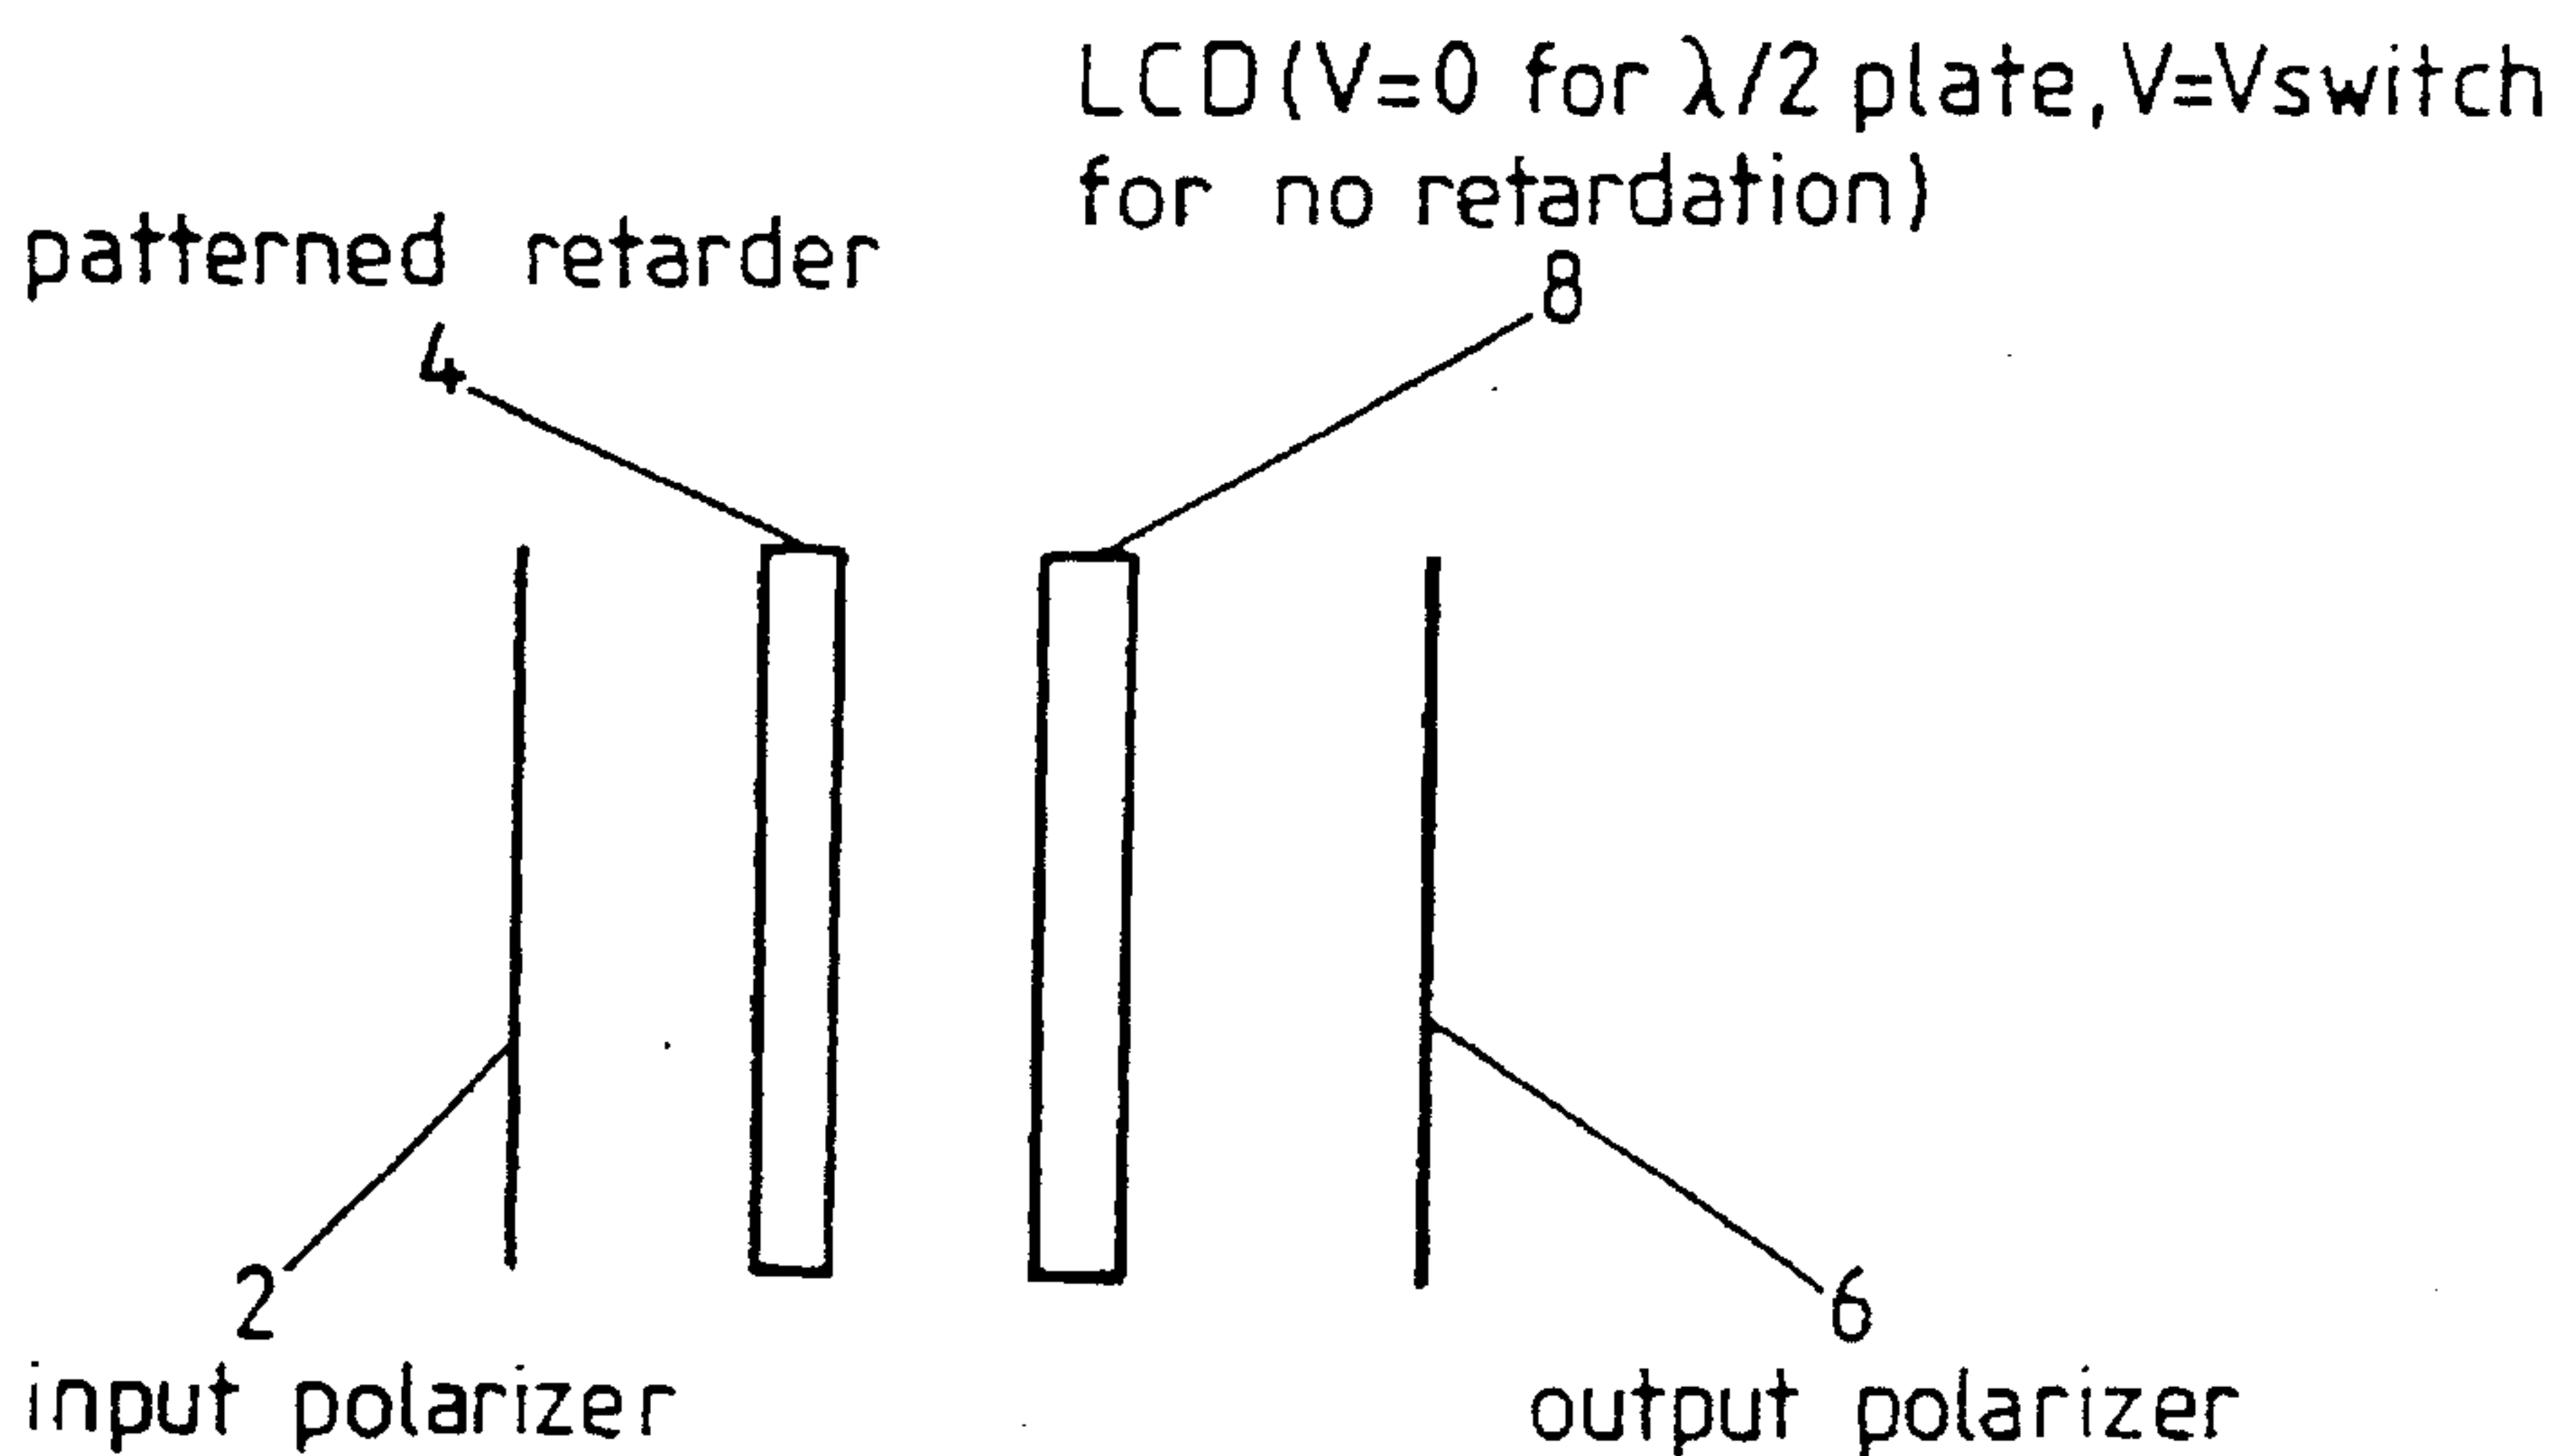 LCD(V=0 for λ/2 plate,V=Vswitch
for no retardation)
8
patterned retarder
4
2
input polarizer
6
output polarizer